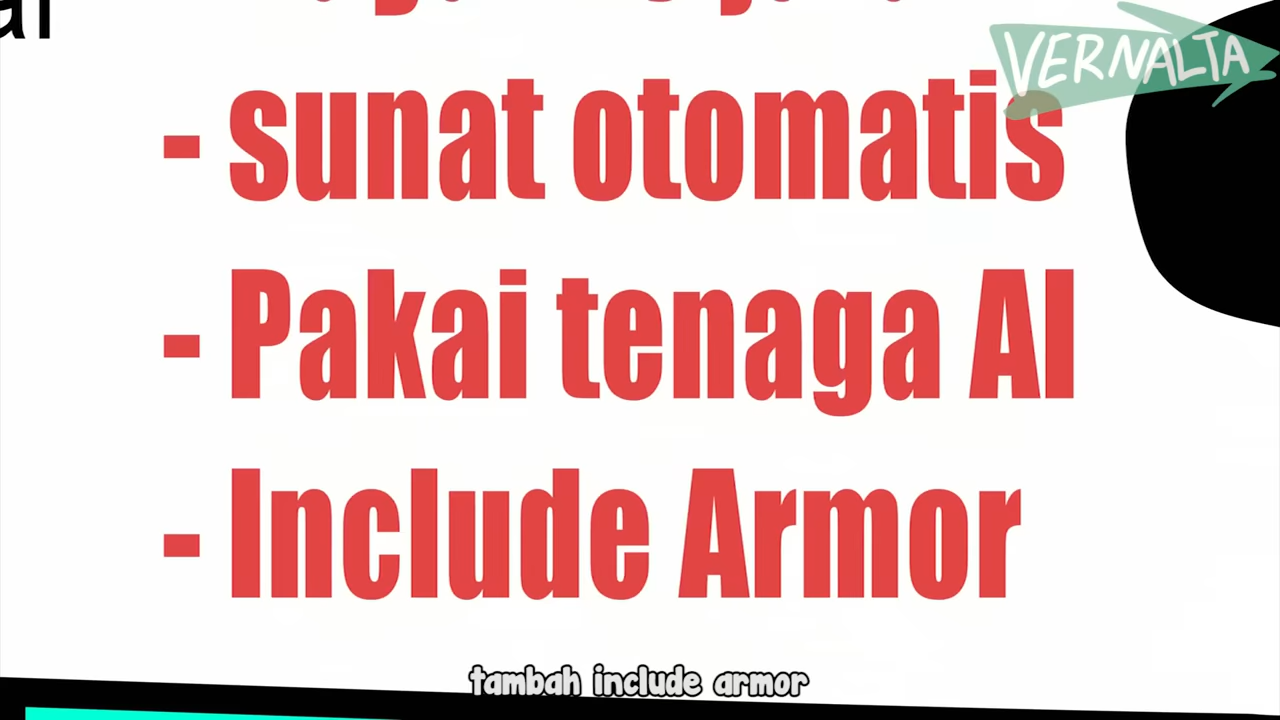 VERNALTA
- sunat otomatis
- Pakai tenaga AI
- Include Armor
tambah include armor